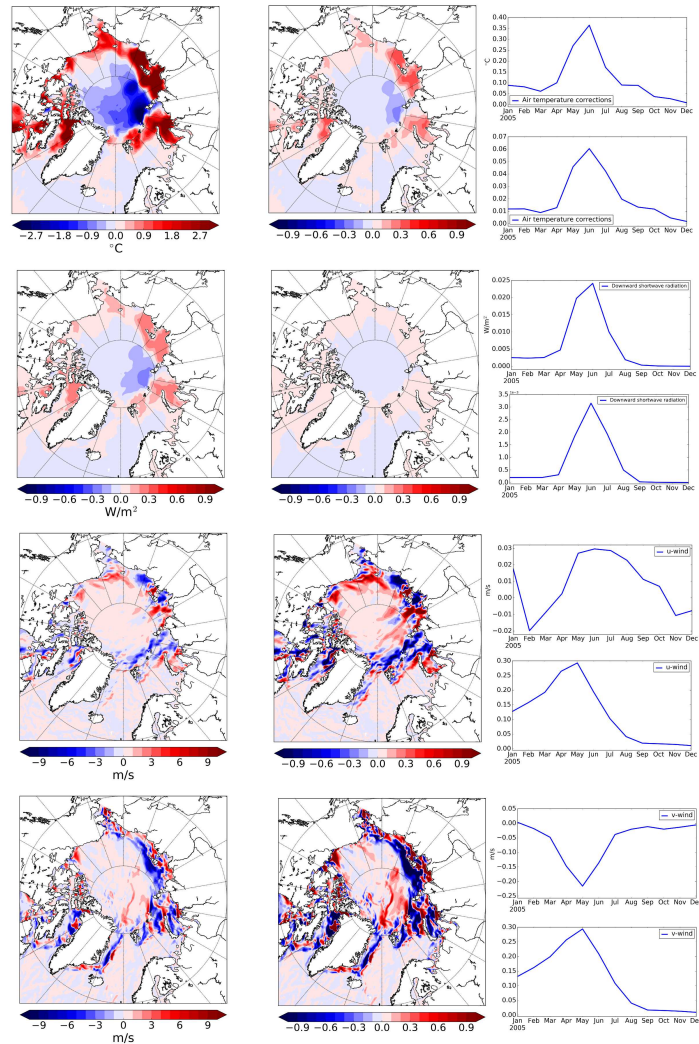 0.40
0.35
0.30
0.25
0.20
0.15
0.10
0.05
0.00
°C
Air temperature corrections
Jan Feb Mar Apr May Jun Jul Aug Sep Oct Nov Dec
2005
0.07
0.06
0.05
0.04
0.03
0.02
0.01
0.00
Air temperature corrections
Jan Feb Mar Apr May Jun Jul Aug Sep Oct Nov Dec
2005
−2.7 −1.8 −0.9 0.0 0.9 1.8 2.7
°C
−0.9 −0.6 −0.3 0.0 0.3 0.6 0.9
0.025
0.020
0.015
0.010
0.005
0.000
W/m²
Downward shortwave radiation
Jan Feb Mar Apr May Jun Jul Aug Sep Oct Nov Dec
2005
3.5
3.0
2.5
2.0
1.5
1.0
0.5
0.0
Downward shortwave radiation
Jan Feb Mar Apr May Jun Jul Aug Sep Oct Nov Dec
2005
−0.9 −0.6 −0.3 0.0 0.3 0.6 0.9
W/m²
−0.9 −0.6 −0.3 0.0 0.3 0.6 0.9
0.03
0.02
0.01
0.00
−0.01
−0.02
m/s
u-wind
Jan Feb Mar Apr May Jun Jul Aug Sep Oct Nov Dec
2005
0.30
0.25
0.20
0.15
0.10
0.05
0.00
u-wind
Jan Feb Mar Apr May Jun Jul Aug Sep Oct Nov Dec
2005
−9 −6 −3 0 3 6 9
m/s
−0.9 −0.6 −0.3 0.0 0.3 0.6 0.9
0.05
0.00
−0.05
−0.10
−0.15
−0.20
−0.25
m/s
v-wind
Jan Feb Mar Apr May Jun Jul Aug Sep Oct Nov Dec
2005
0.30
0.25
0.20
0.15
0.10
0.05
0.00
v-wind
Jan Feb Mar Apr May Jun Jul Aug Sep Oct Nov Dec
2005
−9 −6 −3 0 3 6 9
m/s
−0.9 −0.6 −0.3 0.0 0.3 0.6 0.9